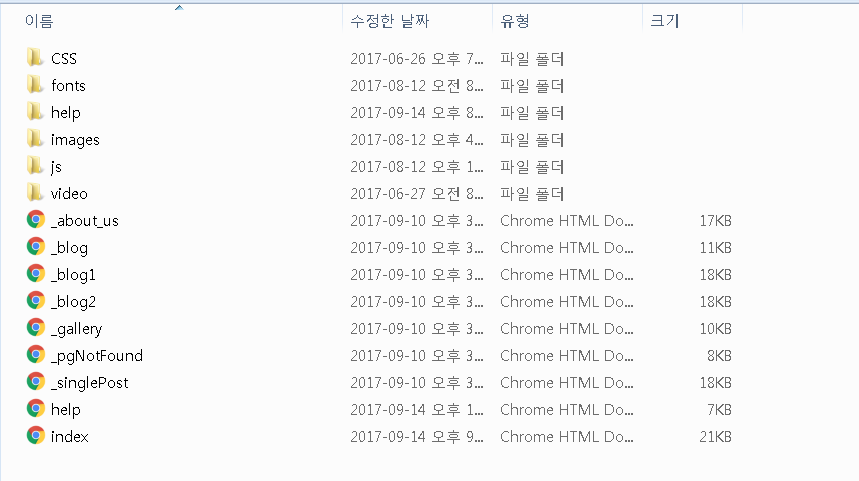 이름 수정한 날짜 유형 크기
CSS 2017-06-26 오후 7... 파일 폴더
fonts 2017-08-12 오전 8... 파일 폴더
help 2017-09-14 오후 8... 파일 폴더
images 2017-08-12 오후 4... 파일 폴더
js 2017-08-12 오후 1... 파일 폴더
video 2017-06-27 오전 8... 파일 폴더
_about_us 2017-09-10 오후 3... Chrome HTML Do... 17KB
_blog 2017-09-10 오후 3... Chrome HTML Do... 11KB
_blog1 2017-09-10 오후 3... Chrome HTML Do... 18KB
_blog2 2017-09-10 오후 3... Chrome HTML Do... 18KB
_gallery 2017-09-10 오후 3... Chrome HTML Do... 10KB
_pgNotFound 2017-09-10 오후 3... Chrome HTML Do... 8KB
_singlePost 2017-09-10 오후 3... Chrome HTML Do... 18KB
help 2017-09-14 오후 1... Chrome HTML Do... 7KB
index 2017-09-14 오후 9... Chrome HTML Do... 21KB